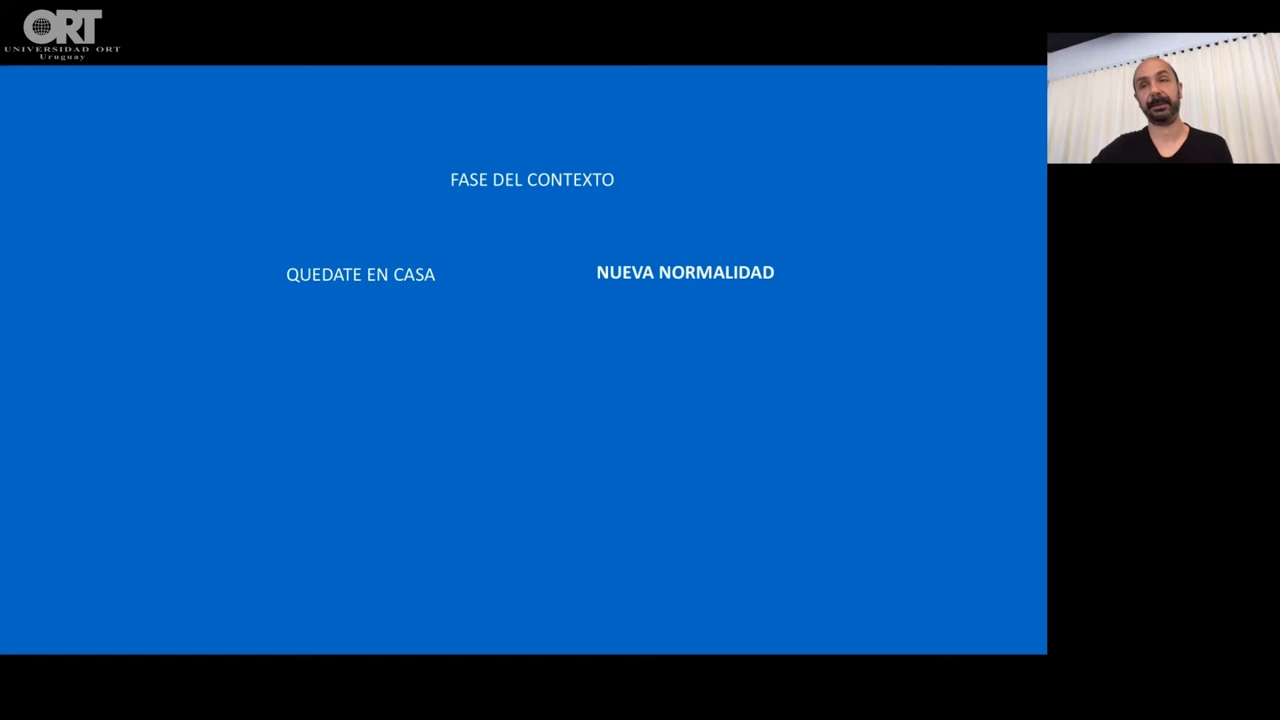 ORT
UNIVERSIDAD ORT
Uruguay
FASE DEL CONTEXTO
QUEDATE EN CASA
NUEVA NORMALIDAD